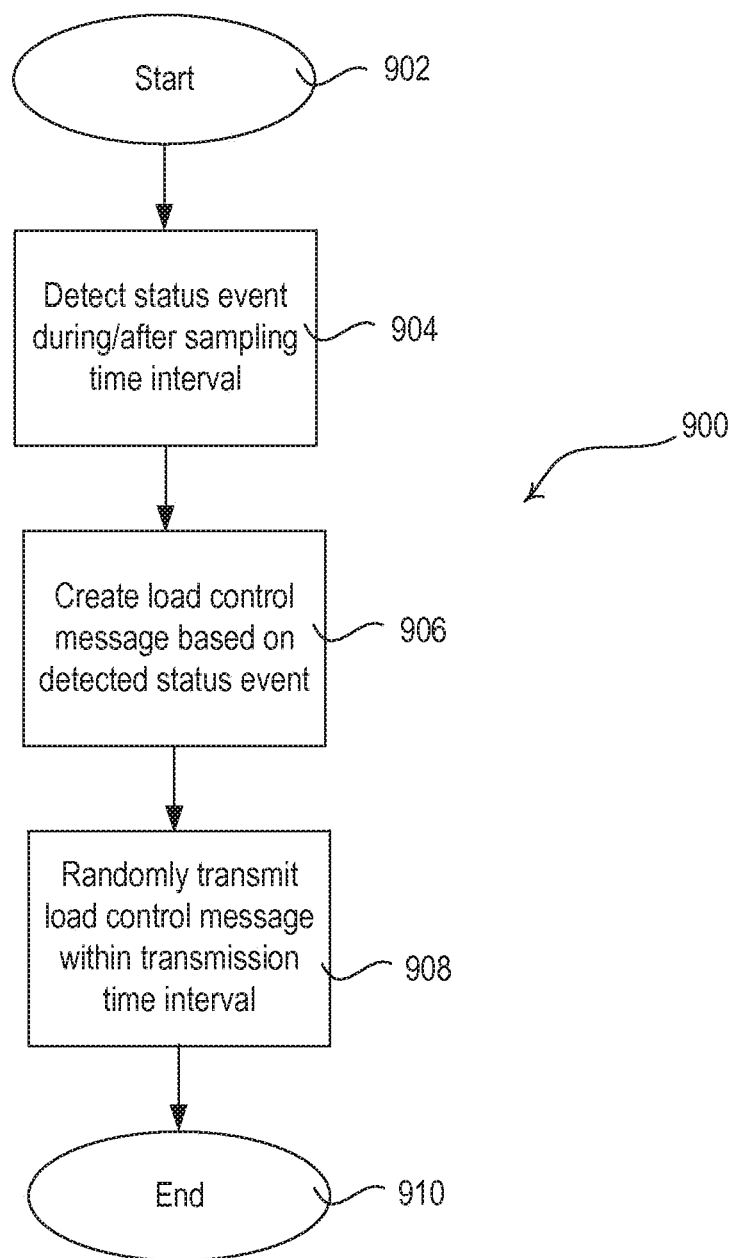 Start
902
Detect status event
during/after sampling
time interval
904
900
Create load control
message based on
detected status event
906
Randomly transmit
load control message
within transmission
time interval
908
End
910